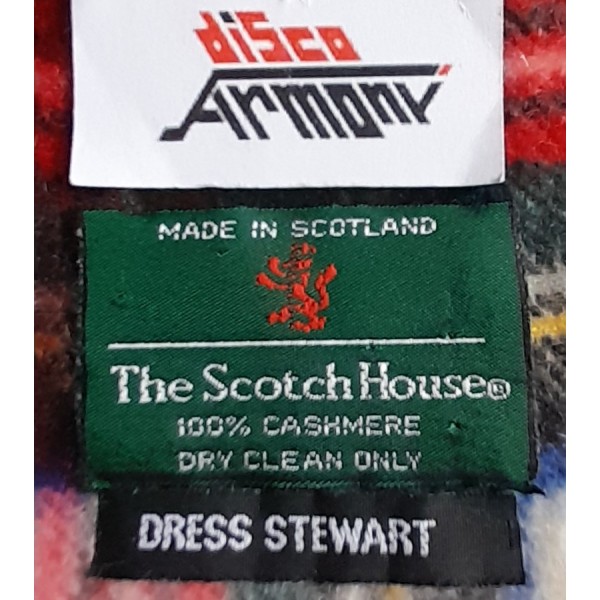 disco
Armony
MADE IN SCOTLAND
The Scotch House®
100% CASHMERE
DRY CLEAN ONLY
DRESS STEWART